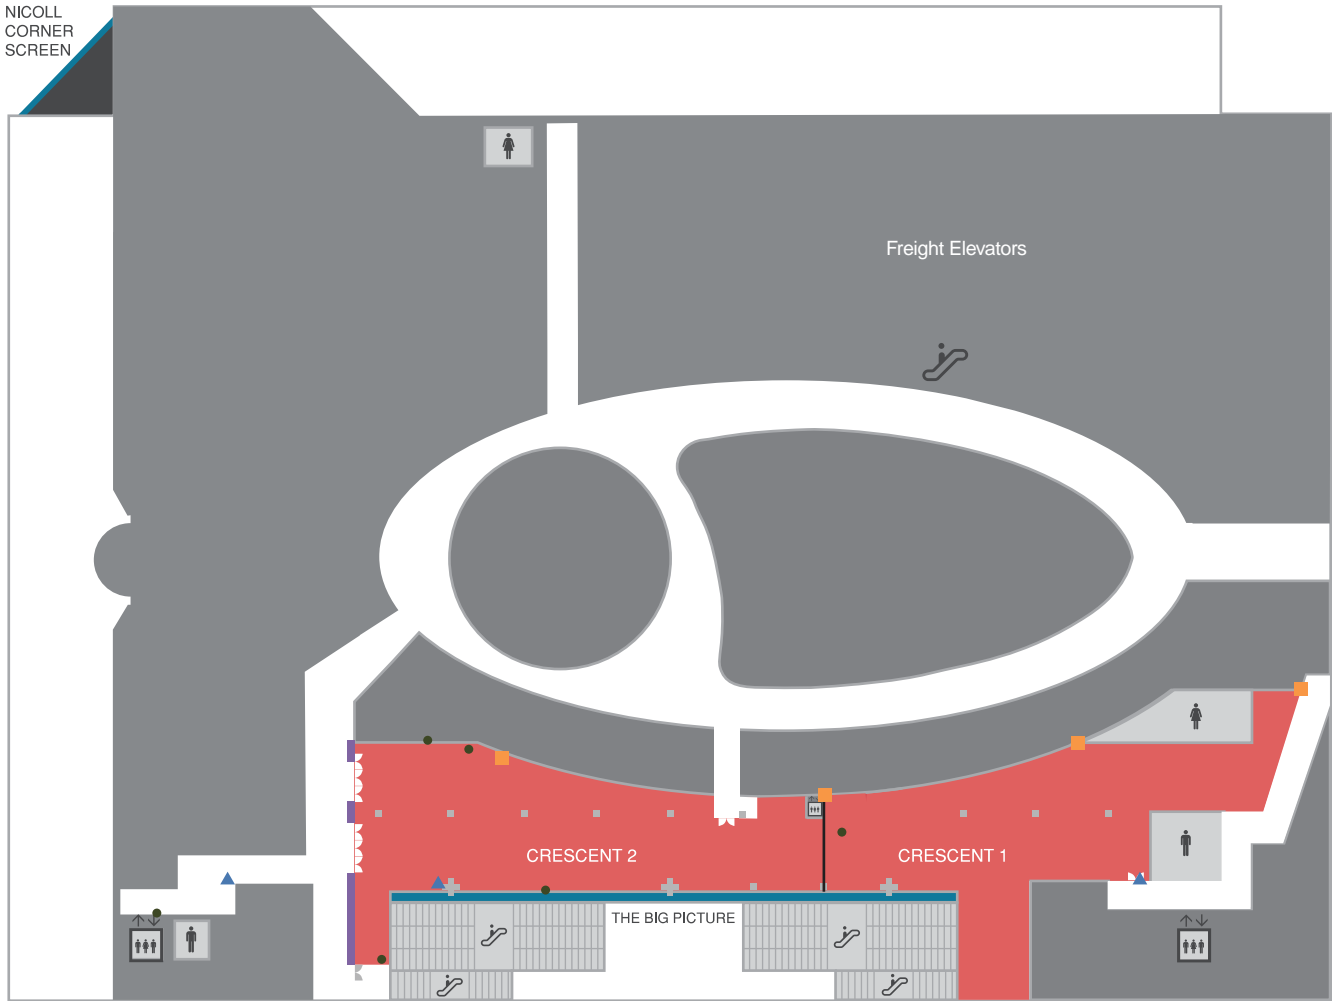 NICOLL
CORNER
SCREEN
Freight Elevators
CRESCENT 2
CRESCENT 1
THE BIG PICTURE